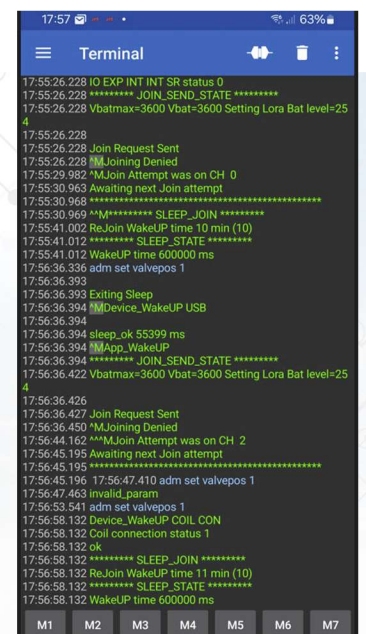 17:57 63%
Terminal
17:55:26.228 IO EXP INT INT SR status 0
17:55:26.228 ********* JOIN_SEND_STATE *********
17:55:26.228 Vbatmax=3600 Vbat=3600 Setting Lora Bat level=25
4
17:55:26.228
17:55:26.228 Join Request Sent
17:55:26.228 ^MJoining Denied
17:55:29.982 ^MJoin Attempt was on CH  0
17:55:30.963 Awaiting next Join attempt
17:55:30.968 *********************************************
17:55:30.969 ^^M********* SLEEP_JOIN *********
17:55:41.002 ReJoin WakeUP time 10 min (10)
17:55:41.012 ********* SLEEP_STATE *********
17:55:41.012 WakeUP time 600000 ms
17:56:36.336 adm set valvepos 1
17:56:36.393
17:56:36.393 Exiting Sleep
17:56:36.394 ^MDevice_WakeUP USB
17:56:36.394
17:56:36.394 sleep_ok 55399 ms
17:56:36.394 ^MApp_WakeUP
17:56:36.394 ********* JOIN_SEND_STATE *********
17:56:36.422 Vbatmax=3600 Vbat=3600 Setting Lora Bat level=25
4
17:56:36.426
17:56:36.427 Join Request Sent
17:56:36.450 ^MJoining Denied
17:56:44.162 ^^^MJoin Attempt was on CH  2
17:56:45.195 Awaiting next Join attempt
17:56:45.195 *********************************************
17:56:45.196  17:56:47.410 adm set valvepos 1
17:56:47.463 invalid_param
17:56:53.541 adm set valvepos 1
17:56:58.132 Device_WakeUP COIL CON
17:56:58.132 Coil connection status 1
17:56:58.132 ok
17:56:58.132 ********* SLEEP_JOIN *********
17:56:58.132 ReJoin WakeUP time 11 min (10)
17:56:58.132 ********* SLEEP_STATE *********
17:56:58.132 WakeUP time 600000 ms
M1 M2 M3 M4 M5 M6 M7